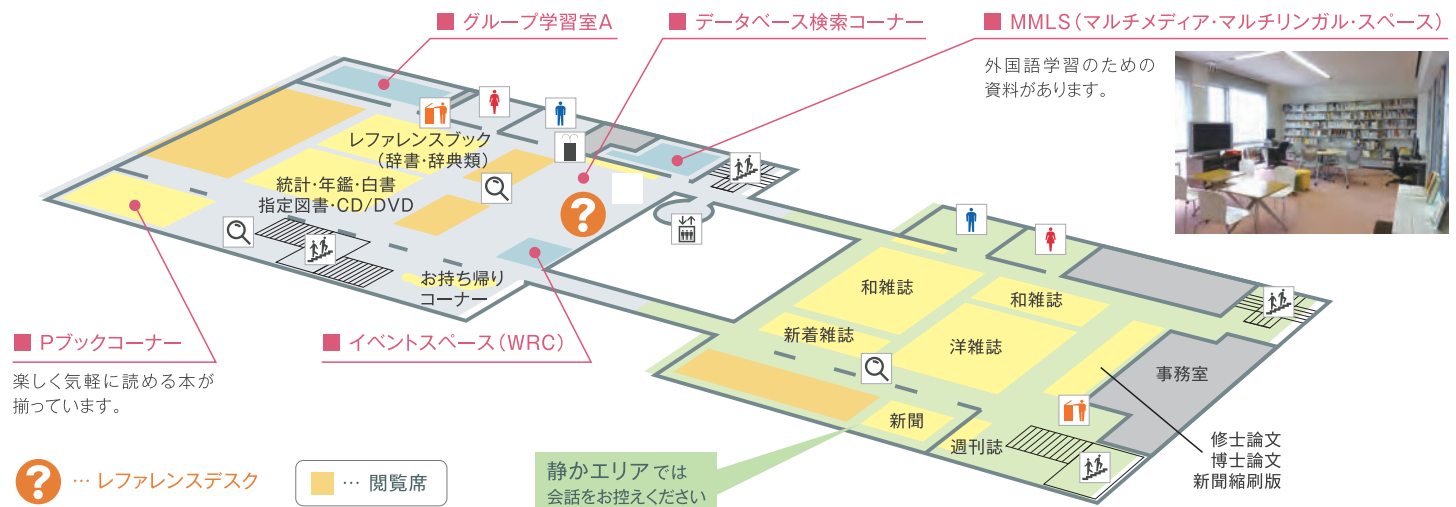 ■ グループ学習室A
■ データベース検索コーナー
■ MMLS(マルチメディア・マルチリンガル・スペース)
外国語学習のための
資料があります。
レファレンスブック
(辞書・辞典類)
統計・年鑑・白書
指定図書・CD/DVD
?
お持ち帰り
コーナー
■ Pブックコーナー
楽しく気軽に読める本が
揃っています。
■ イベントスペース(WRC)
和雑誌
和雑誌
新着雑誌
洋雑誌
事務室
新聞
週刊誌
修士論文
博士論文
新聞縮刷版
静かエリアでは
会話をお控えください
? … レファレンスデスク
… 閲覧席